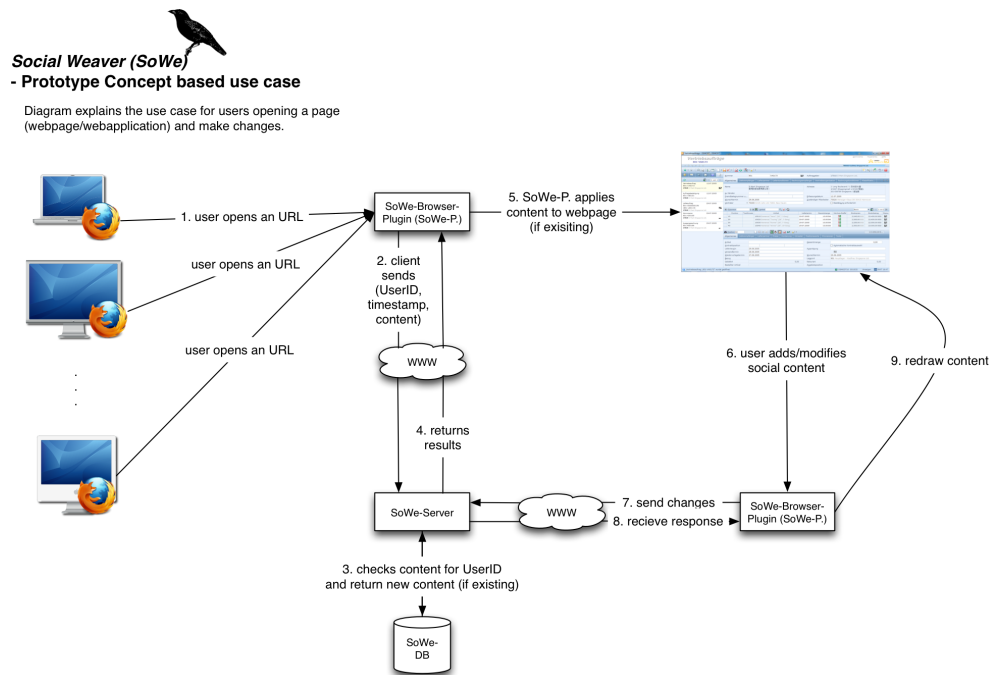 Social Weaver (SoWe)
- Prototype Concept based use case
Diagram explains the use case for users opening a page
(webpage/webapplication) and make changes.
1. user opens an URL
user opens an URL
user opens an URL
.
.
.
SoWe-Browser-
Plugin (SoWe-P.)
5. SoWe-P. applies
content to webpage
(if exisiting)
2. client
sends
(UserID,
timestamp,
content)
WWW
4. returns
results
6. user adds/modifies
social content
9. redraw content
SoWe-Server
WWW
7. send changes
8. recieve response
SoWe-Browser-
Plugin (SoWe-P.)
3. checks content for UserID
and return new content (if existing)
SoWe-
DB